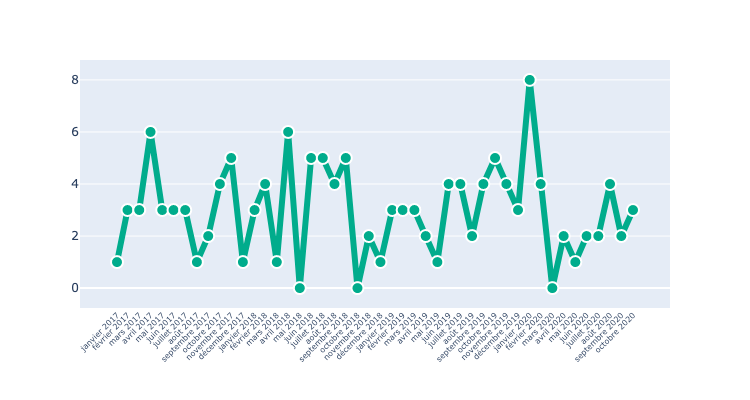 8
6
4
2
0
janvier 2017
février 2017
mars 2017
avril 2017
mai 2017
juin 2017
juillet 2017
août 2017
septembre 2017
octobre 2017
novembre 2017
décembre 2017
janvier 2018
février 2018
mars 2018
avril 2018
mai 2018
juin 2018
juillet 2018
août 2018
septembre 2018
octobre 2018
novembre 2018
décembre 2018
janvier 2019
février 2019
mars 2019
avril 2019
mai 2019
juin 2019
juillet 2019
août 2019
septembre 2019
octobre 2019
novembre 2019
décembre 2019
janvier 2020
février 2020
mars 2020
avril 2020
mai 2020
juin 2020
juillet 2020
août 2020
septembre 2020
octobre 2020